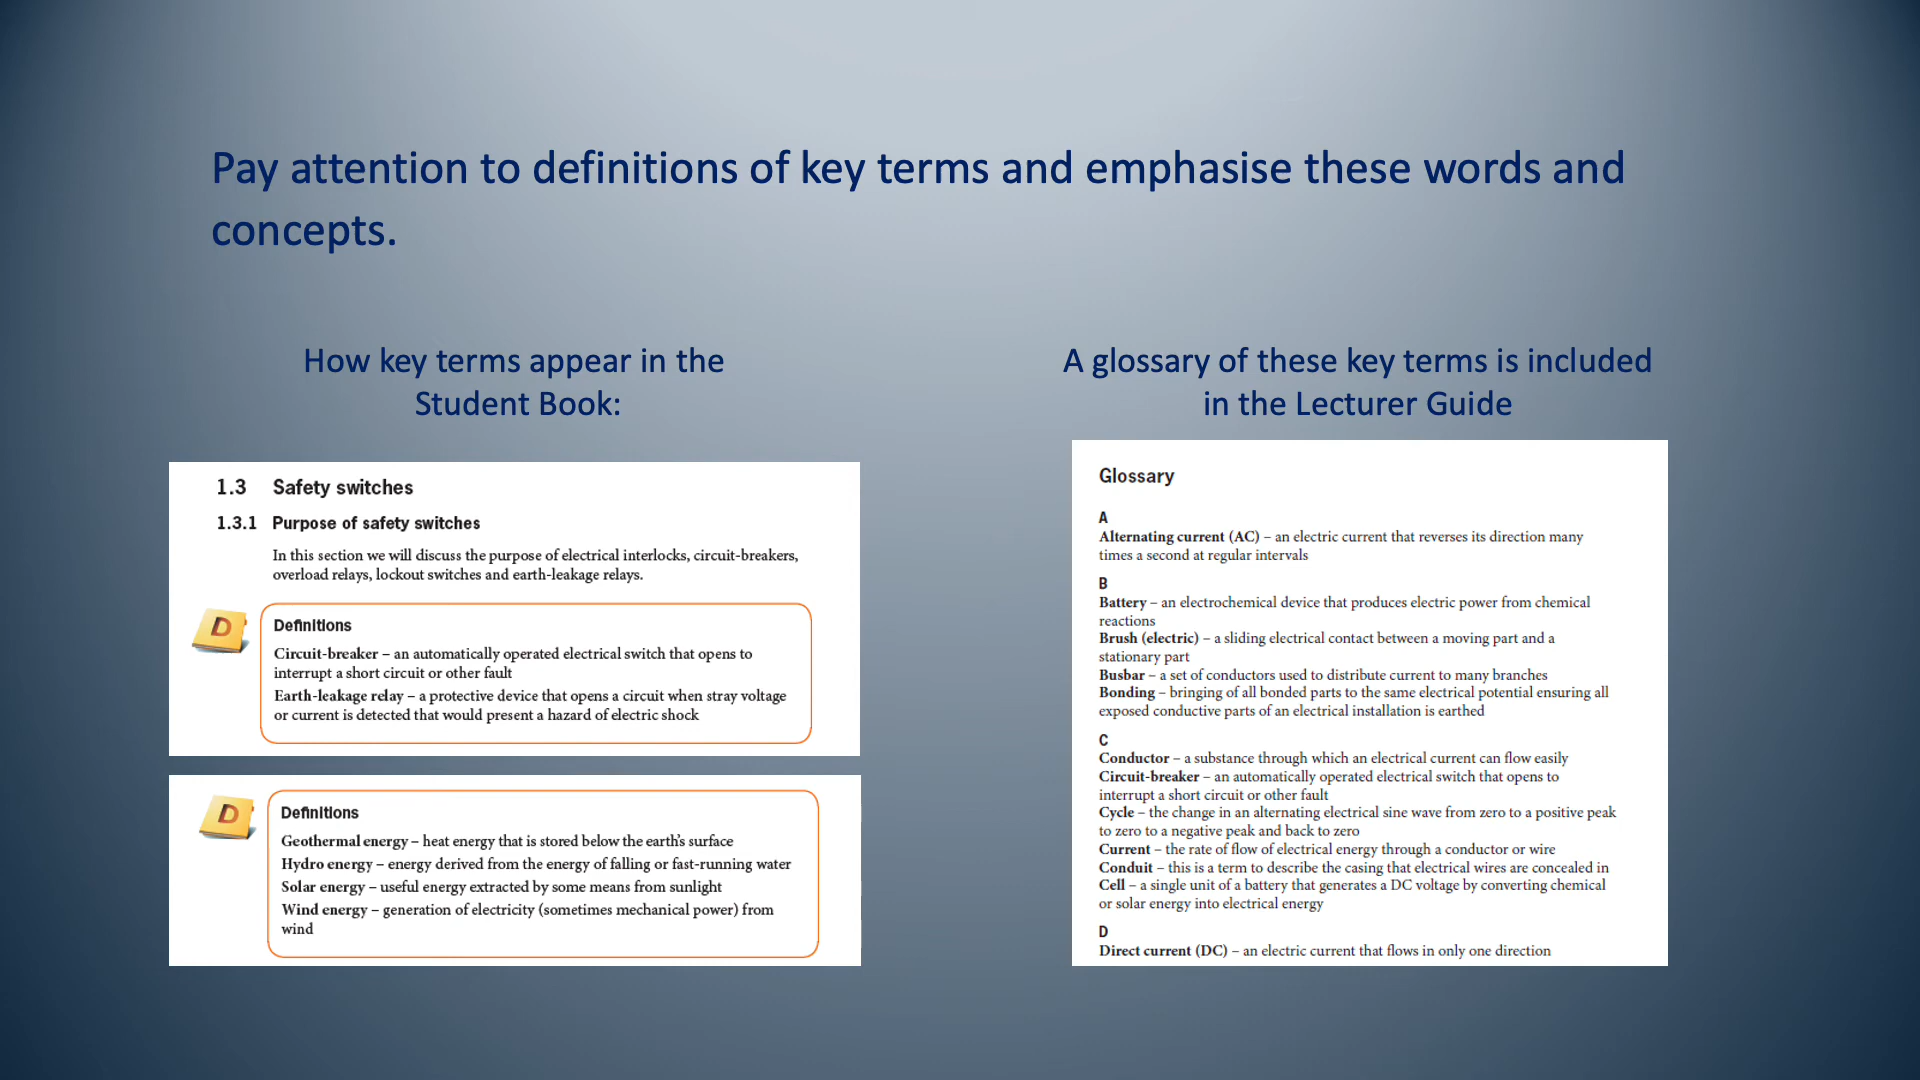 Pay attention to definitions of key terms and emphasise these words and
concepts.
How key terms appear in the
Student Book:
1.3 Safety switches
1.3.1 Purpose of safety switches
In this section we will discuss the purpose of electrical interlocks, circuit-breakers,
overload relays, lockout switches and earth-leakage relays.
D
Definitions
Circuit-breaker – an automatically operated electrical switch that opens to
interrupt a short circuit or other fault
Earth-leakage relay – a protective device that opens a circuit when stray voltage
or current is detected that would present a hazard of electric shock
D
Definitions
Geothermal energy – heat energy that is stored below the earth's surface
Hydro energy – energy derived from the energy of falling or fast-running water
Solar energy – useful energy extracted by some means from sunlight
Wind energy – generation of electricity (sometimes mechanical power) from
wind
A glossary of these key terms is included
in the Lecturer Guide
Glossary
A
Alternating current (AC) – an electric current that reverses its direction many
times a second at regular intervals
B
Battery – an electrochemical device that produces electric power from chemical
reactions
Brush (electric) – a sliding electrical contact between a moving part and a
stationary part
Busbar – a set of conductors used to distribute current to many branches
Bonding – bringing of all bonded parts to the same electrical potential ensuring all
exposed conductive parts of an electrical installation is earthed
C
Conductor – a substance through which an electrical current can flow easily
Circuit-breaker – an automatically operated electrical switch that opens to
interrupt a short circuit or other fault
Cycle – the change in an alternating electrical sine wave from zero to a positive peak
to zero to a negative peak and back to zero
Current – the rate of flow of electrical energy through a conductor or wire
Conduit – this is a term to describe the casing that electrical wires are concealed in
Cell – a single unit of a battery that generates a DC voltage by converting chemical
or solar energy into electrical energy
D
Direct current (DC) – an electric current that flows in only one direction